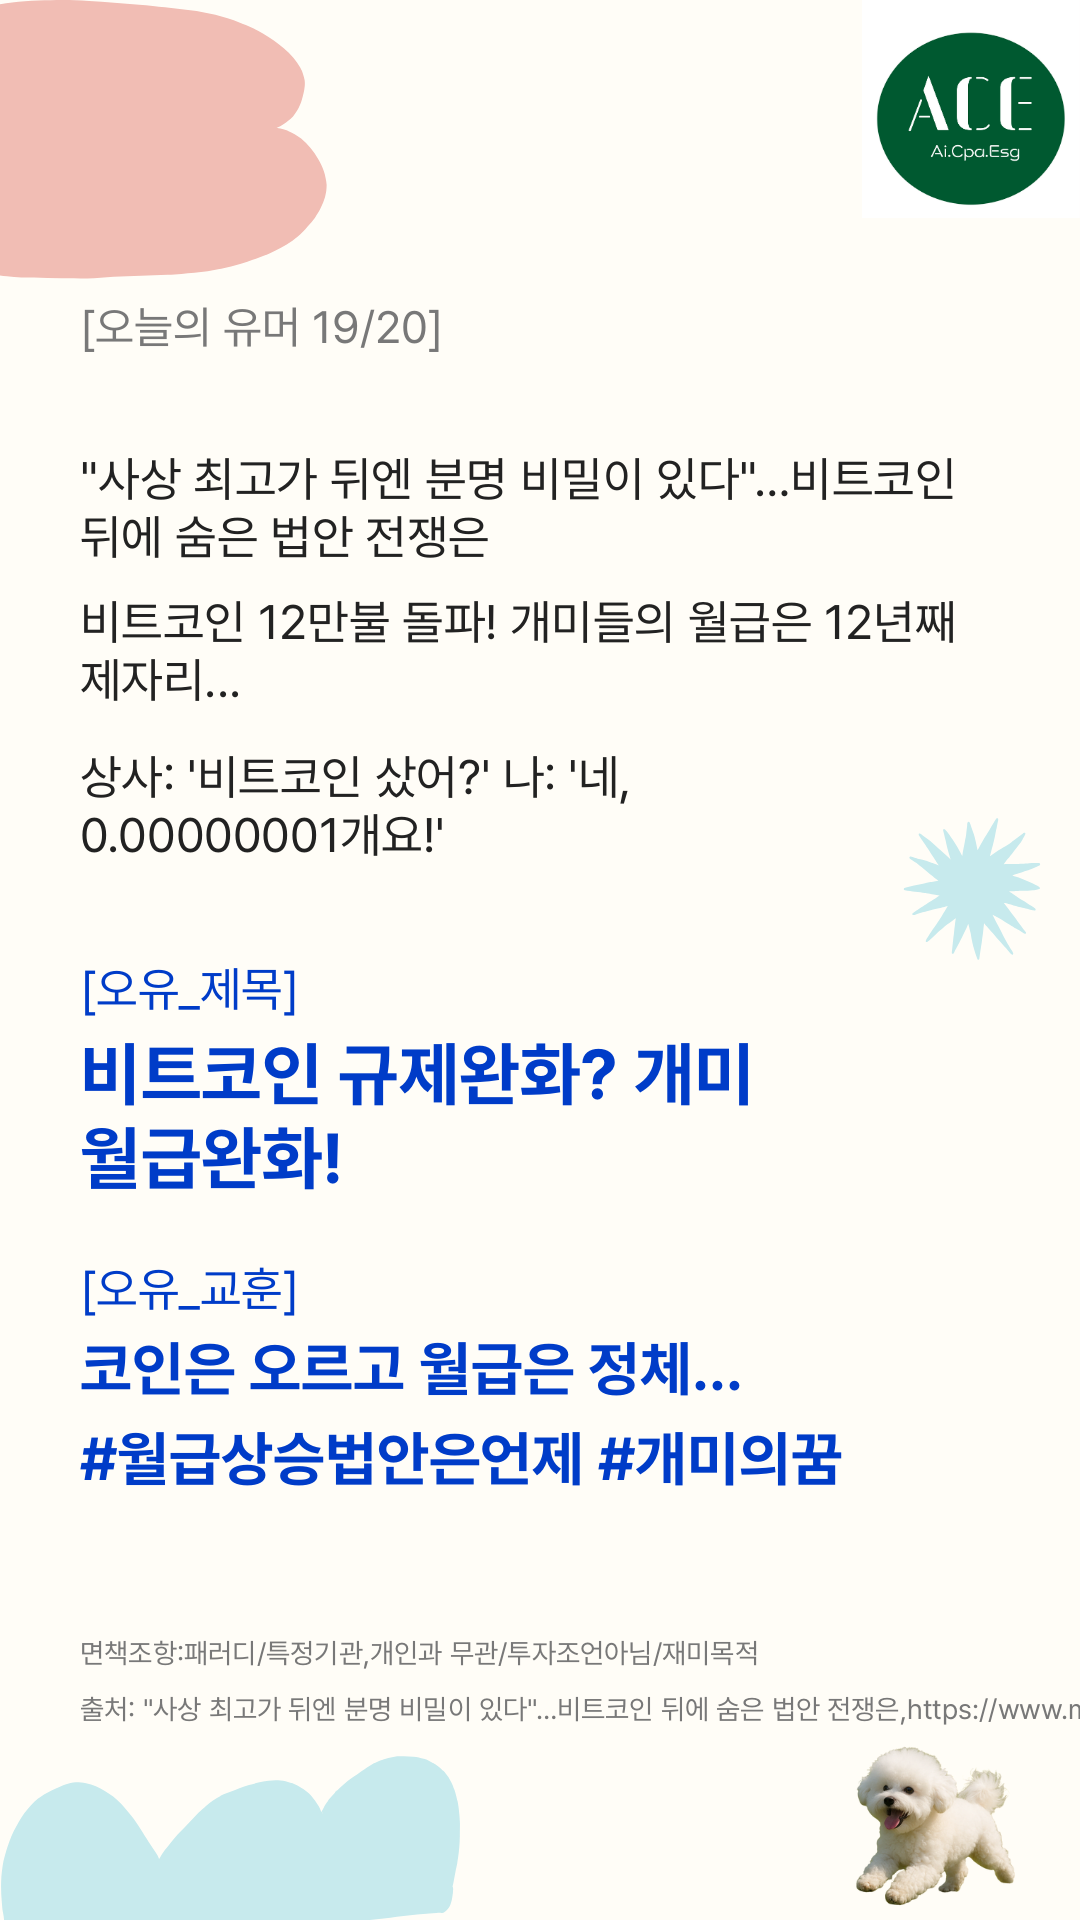 ACE
Ai.Cpa.Esg
[오늘의 유머 19/20]
"사상 최고가 뒤엔 분명 비밀이 있다"...비트코인
뒤에 숨은 법안 전쟁은
비트코인 12만불 돌파! 개미들의 월급은 12년째
제자리...
상사: '비트코인 샀어?' 나: '네,
0.00000001개요!'
[오유_제목]
비트코인 규제완화? 개미
월급완화!
[오유_교훈]
코인은 오르고 월급은 정체...
#월급상승법안은언제 #개미의꿈
면책조항:패러디/특정기관,개인과 무관/투자조언아님/재미목적
출처: "사상 최고가 뒤엔 분명 비밀이 있다"...비트코인 뒤에 숨은 법안 전쟁은,https://www.m